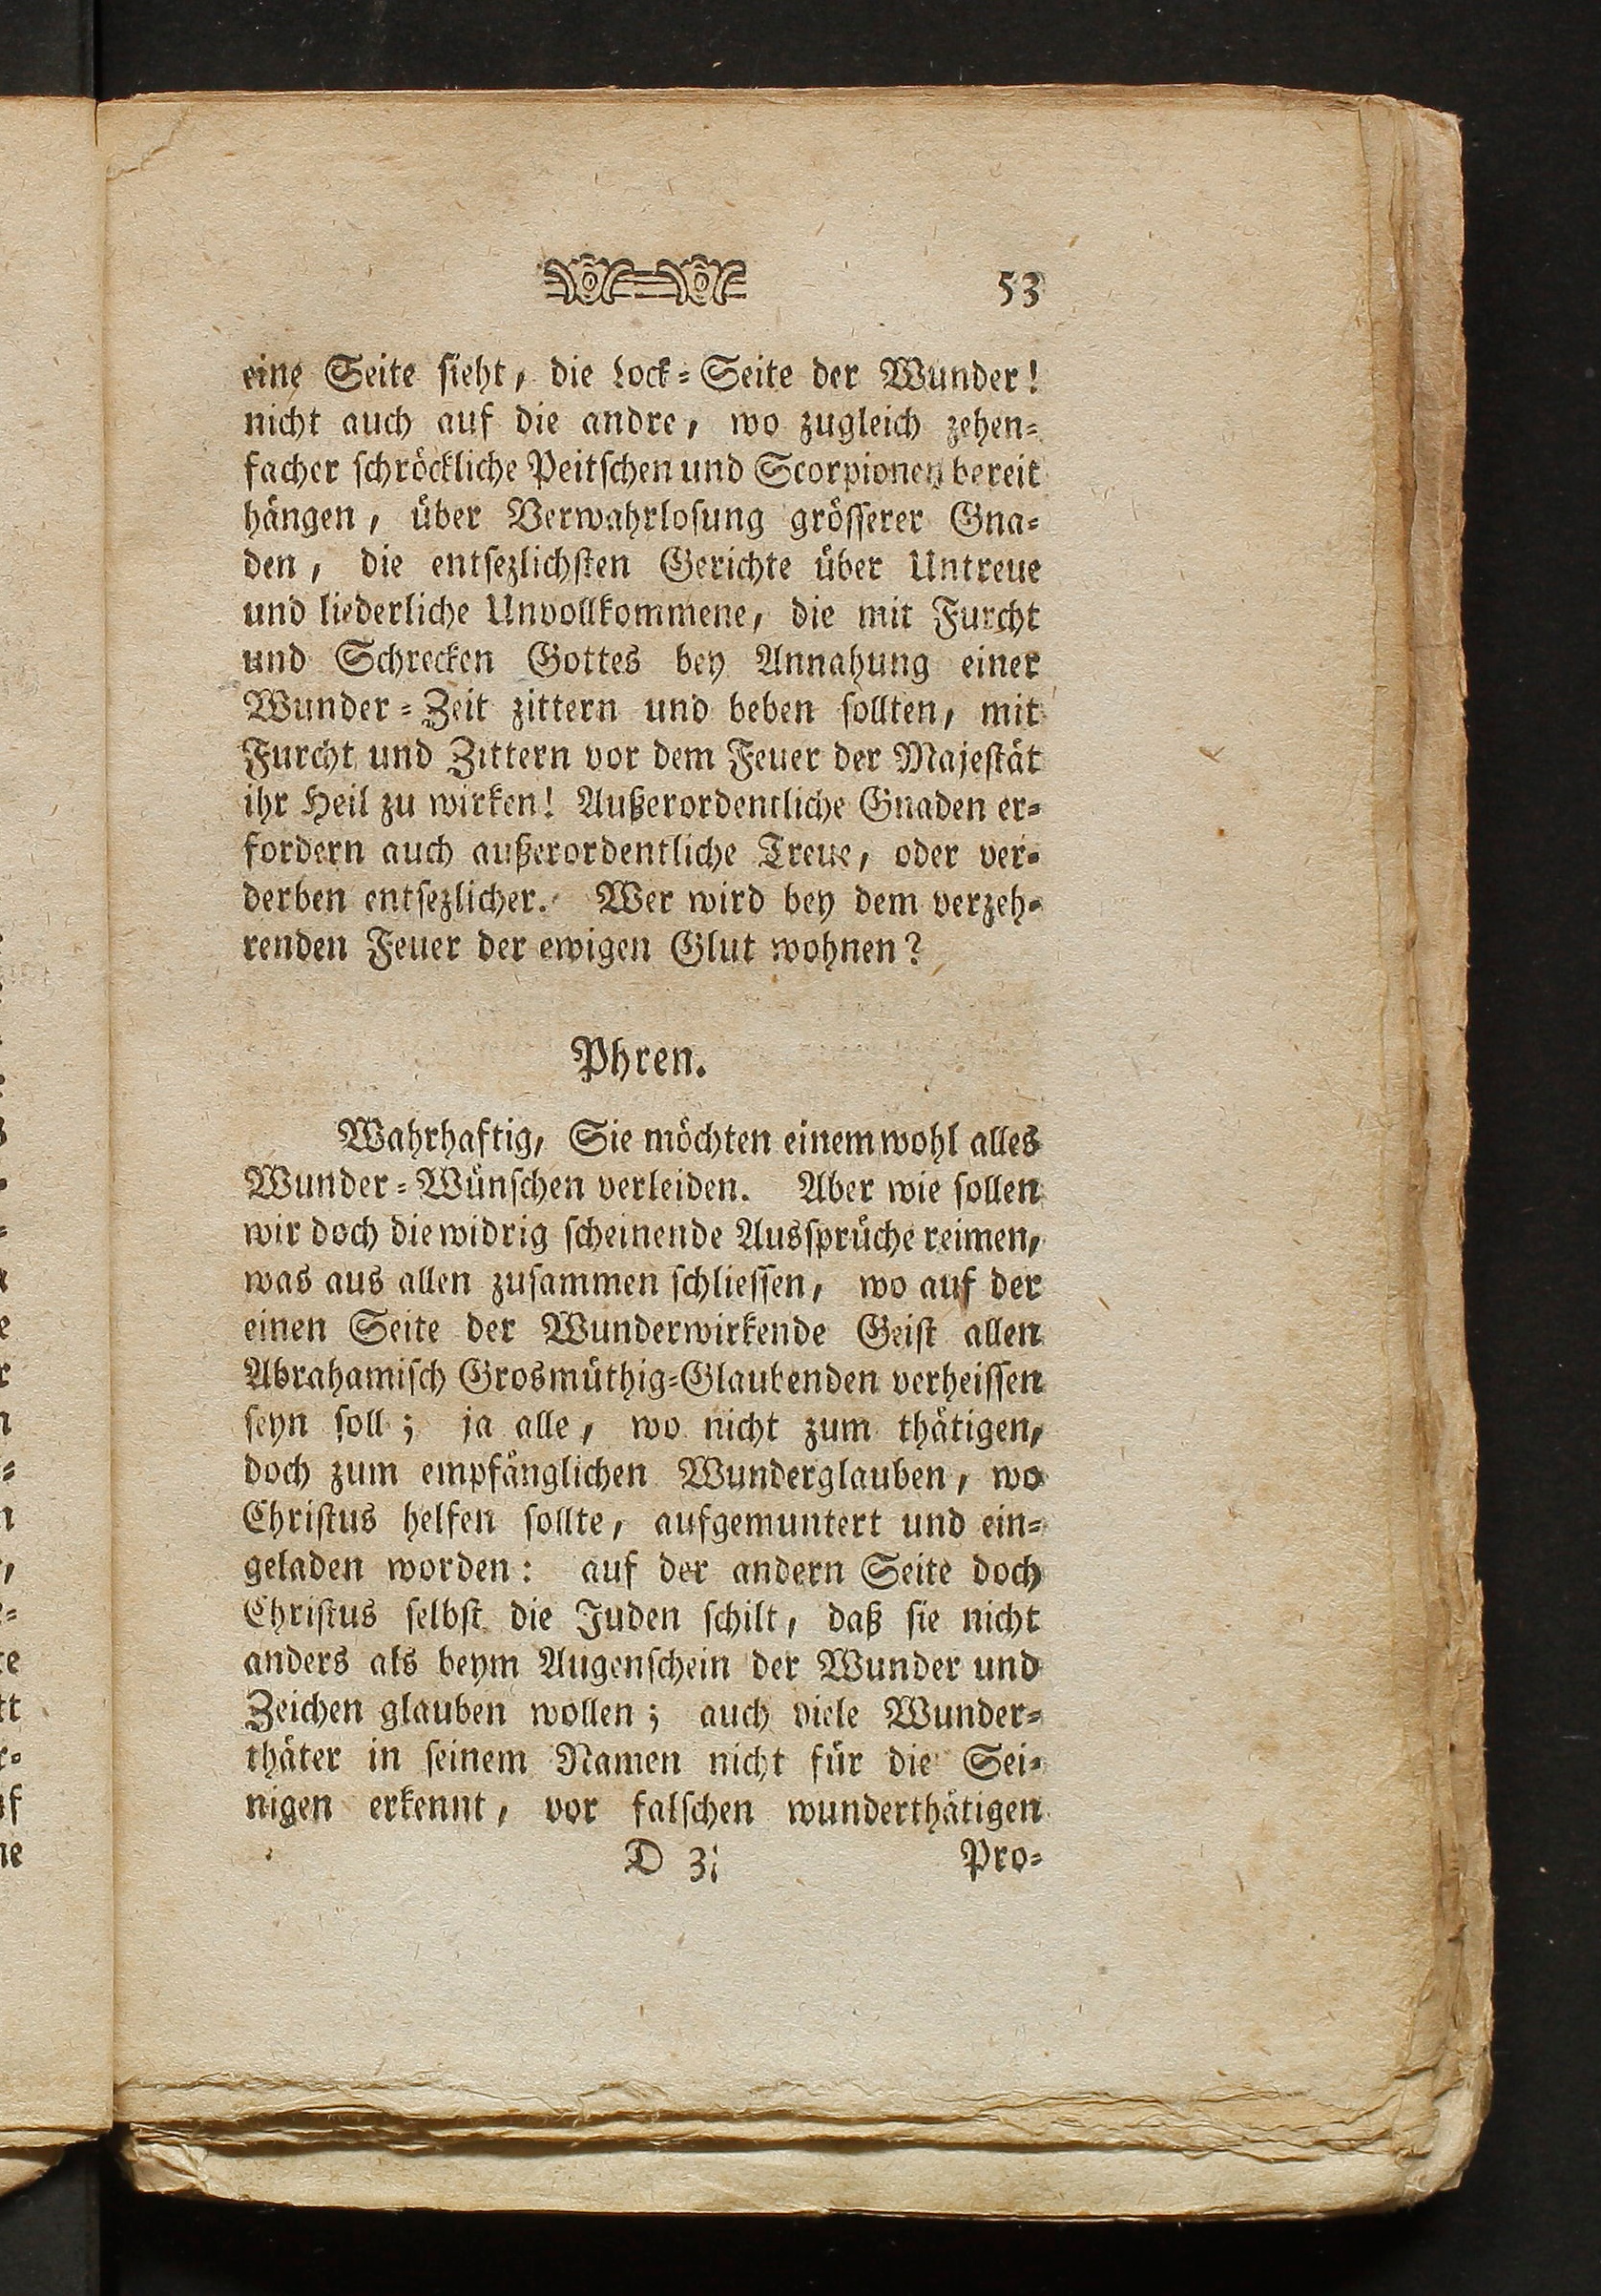 53
eine Seite sieht, die Lock-Seite der Wunder!
nicht auch auf die andre, wo zugleich zehen-
facher schröckliche Peitschen und Scorpionen bereit
hängen, über Verwahrlosung grösserer Gna-
den, die entsezlichsten Gerichte über Untreue
und liederliche Unvollkommene, die mit Furcht
und Schrecken Gottes bey Annahung einer
Wunder-Zeit zittern und beben sollten, mit
Furcht und Zittern vor dem Feuer der Majestät
ihr Heil zu wirken! Außerordentliche Gnaden er-
fordern auch außerordentliche Treue, oder ver-
derben entsezlicher. Wer wird bey dem verzeh-
renden Feuer der ewigen Glut wohnen?
Phren.
Wahrhaftig, Sie möchten einem wohl alles
Wunder-Wünschen verleiden. Aber wie sollen
wir doch die widrig scheinende Aussprüche reimen,
was aus allen zusammen schliessen, wo auf der
einen Seite der Wunderwirkende Geist allen
Abrahamisch Grosmüthig-Glaubenden verheissen
seyn soll; ja alle, wo nicht zum thätigen,
doch zum empfänglichen Wunderglauben, wo
Christus helfen sollte, aufgemuntert und ein-
geladen worden: auf der andern Seite doch
Christus selbst die Juden schilt, daß sie nicht
anders als beym Augenschein der Wunder und
Zeichen glauben wollen; auch viele Wunder-
thäter in seinem Namen nicht für die Sei-
nigen erkennt, vor falschen wunderthätigen
D 3 Pro-